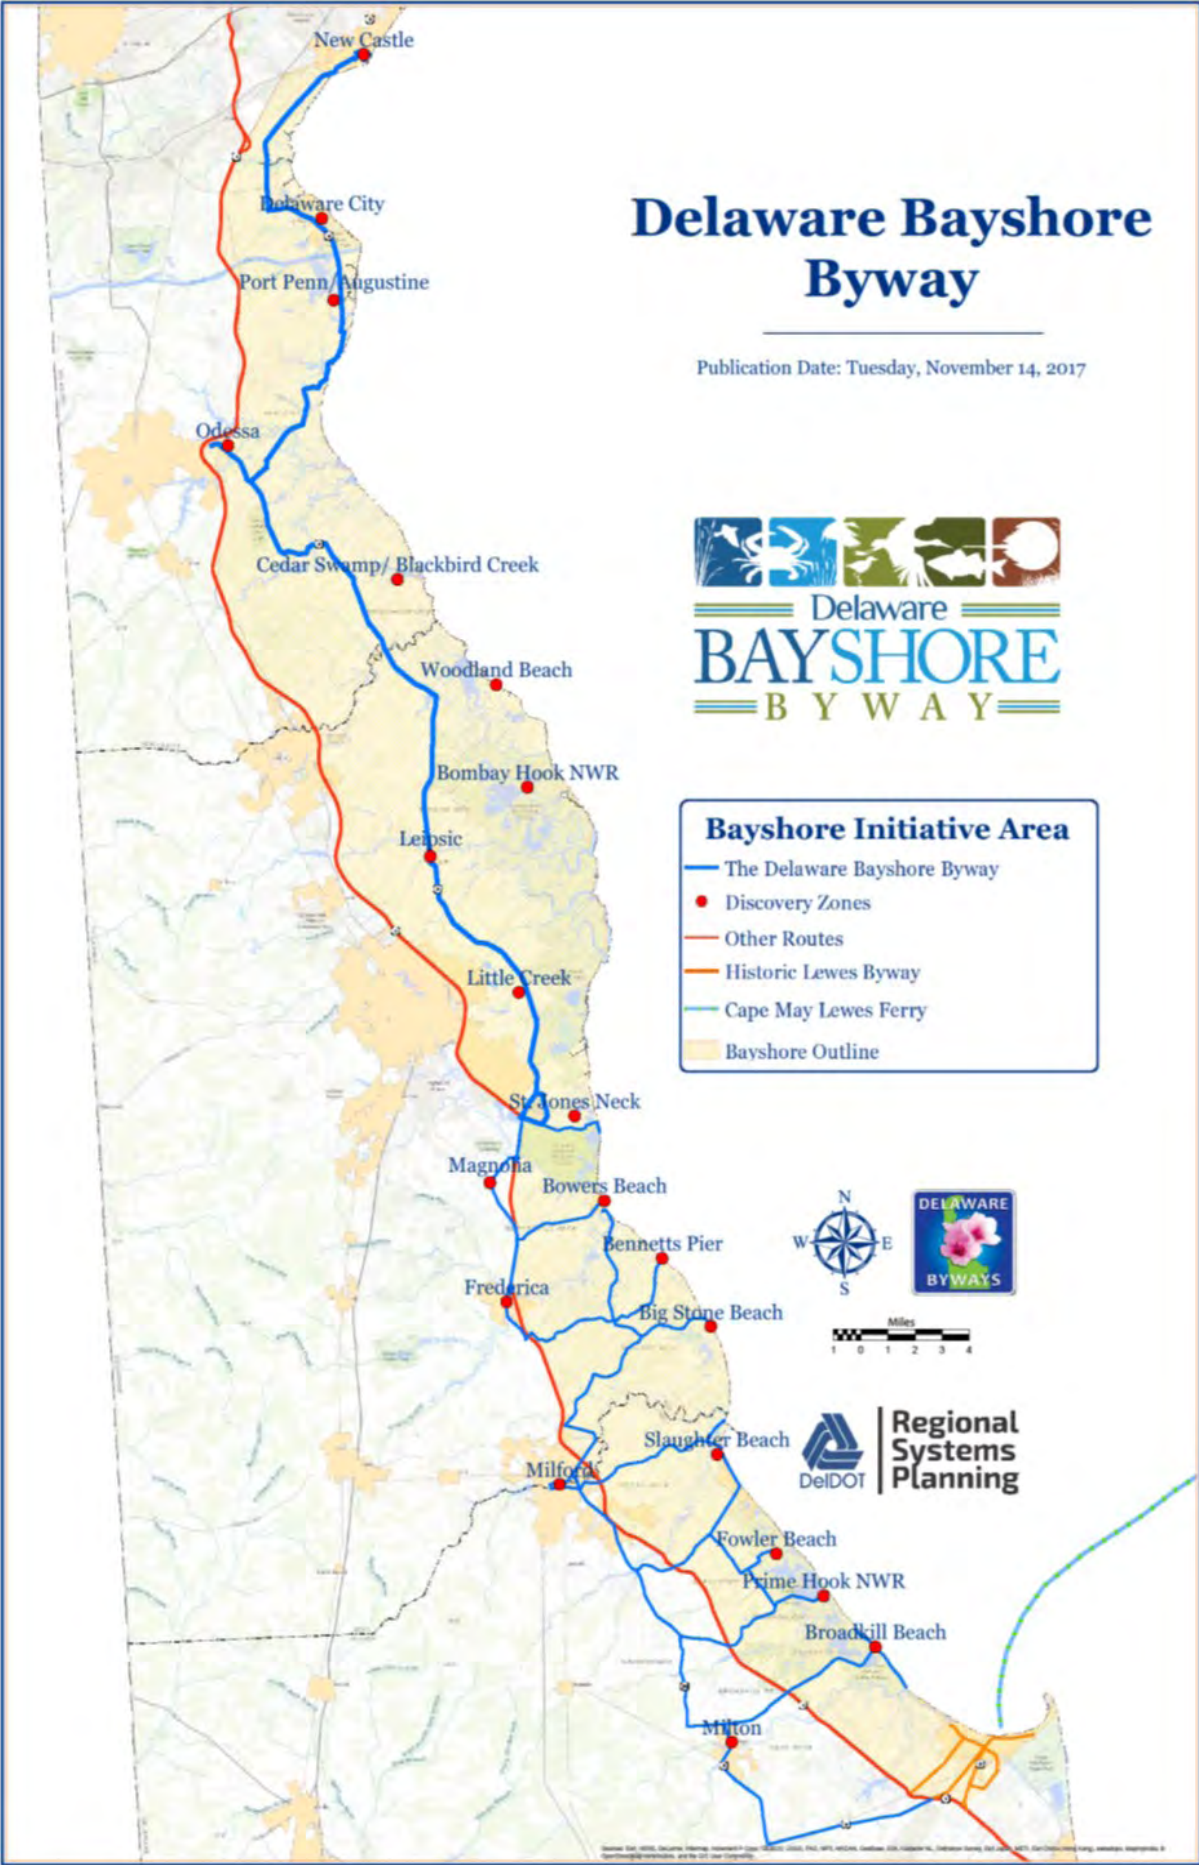 New Castle
Delaware City
Port Penn/Augustine
Odessa
Cedar Swamp/ Blackbird Creek
Woodland Beach
Bombay Hook NWR
Leipsic
Little Creek
St. Jones Neck
Magnolia
Bowers Beach
Bennetts Pier
Frederica
Big Stone Beach
Slaughter Beach
Milford
Fowler Beach
Prime Hook NWR
Broadkill Beach
Milton
Delaware Bayshore
Byway
Publication Date: Tuesday, November 14, 2017
Delaware
BAYSHORE
BYWAY
Bayshore Initiative Area
The Delaware Bayshore Byway
Discovery Zones
Other Routes
Historic Lewes Byway
Cape May Lewes Ferry
Bayshore Outline
N
W E
S
DELAWARE
BYWAYS
Miles
1 0 1 2 3 4
DelDOT
Regional
Systems
Planning